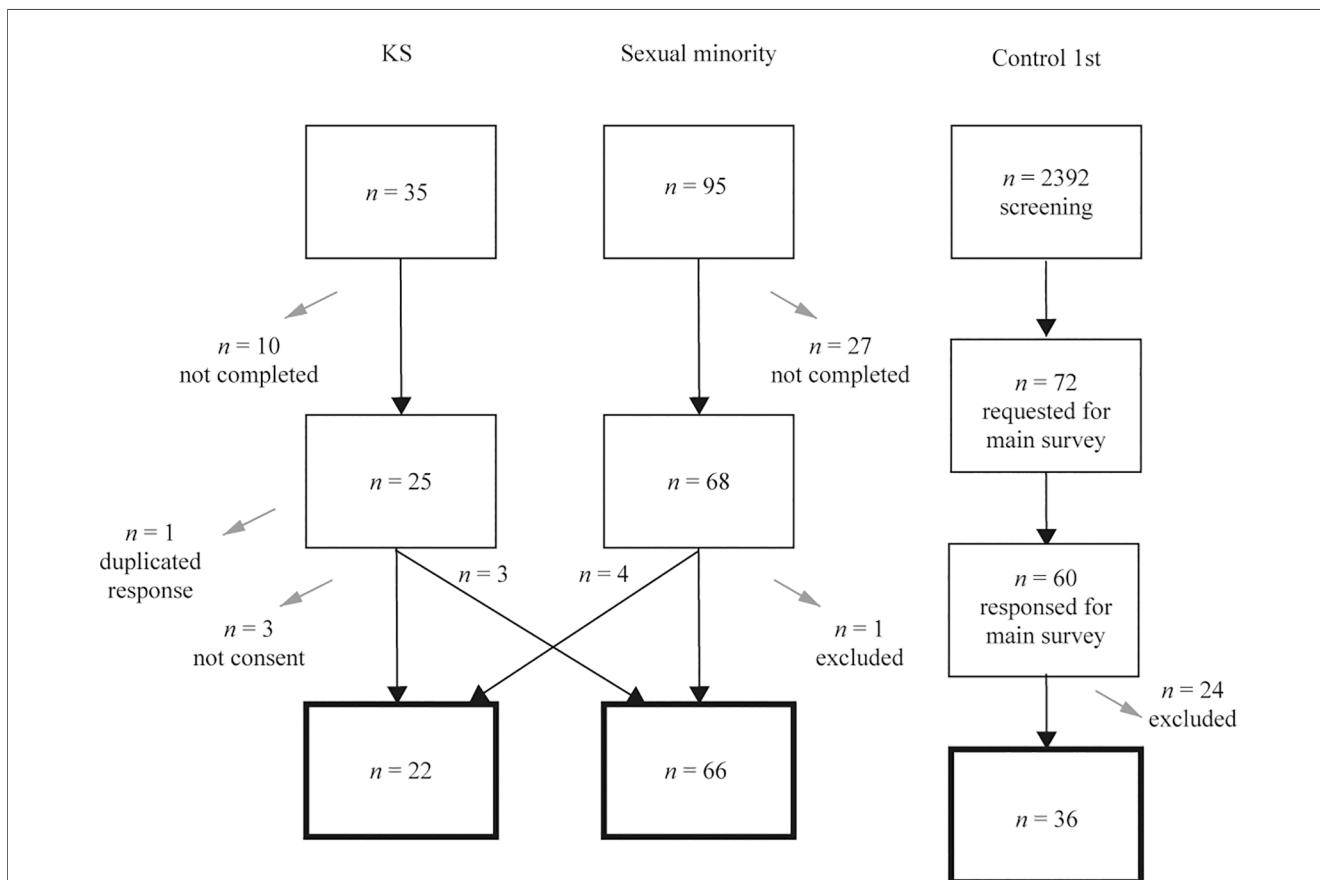 KS
Sexual minority
Control 1st
n = 35
n = 95
n = 2392
screening
n = 10
not completed
n = 27
not completed
n = 72
requested for
main survey
n = 25
n = 68
n = 1
duplicated
response
n = 3
n = 4
n = 3
not consent
n = 1
excluded
n = 60
responsed for
main survey
n = 24
excluded
n = 22
n = 66
n = 36